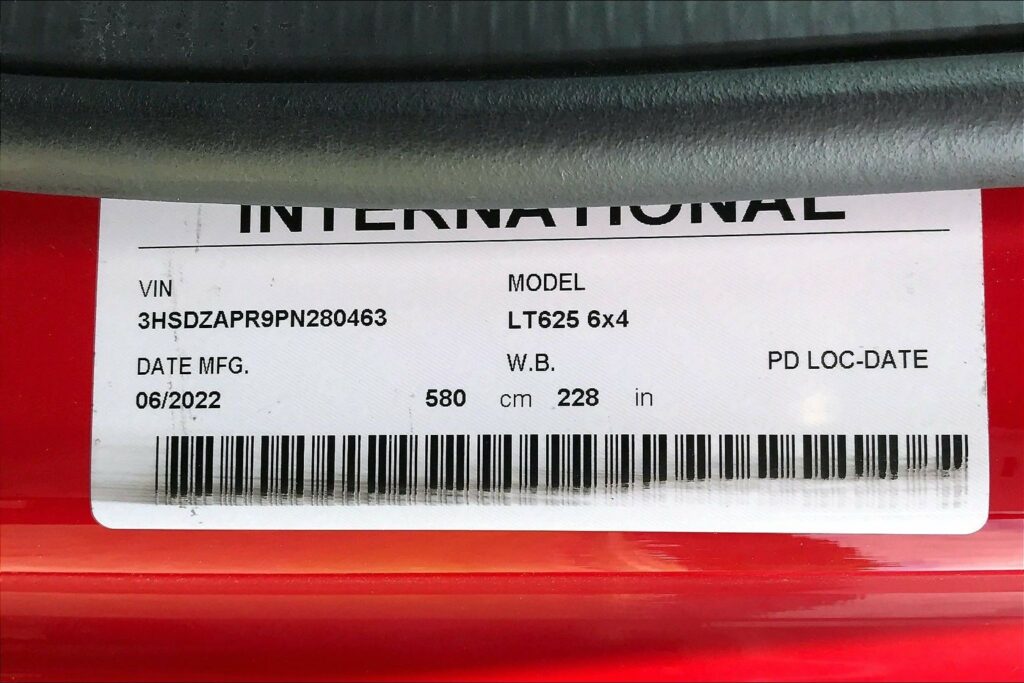 INTERNATIONAL
VIN MODEL
3HSDZAPR9PN280463 LT625 6x4
DATE MFG. W.B. PD LOC-DATE
06/2022 580 cm 228 in